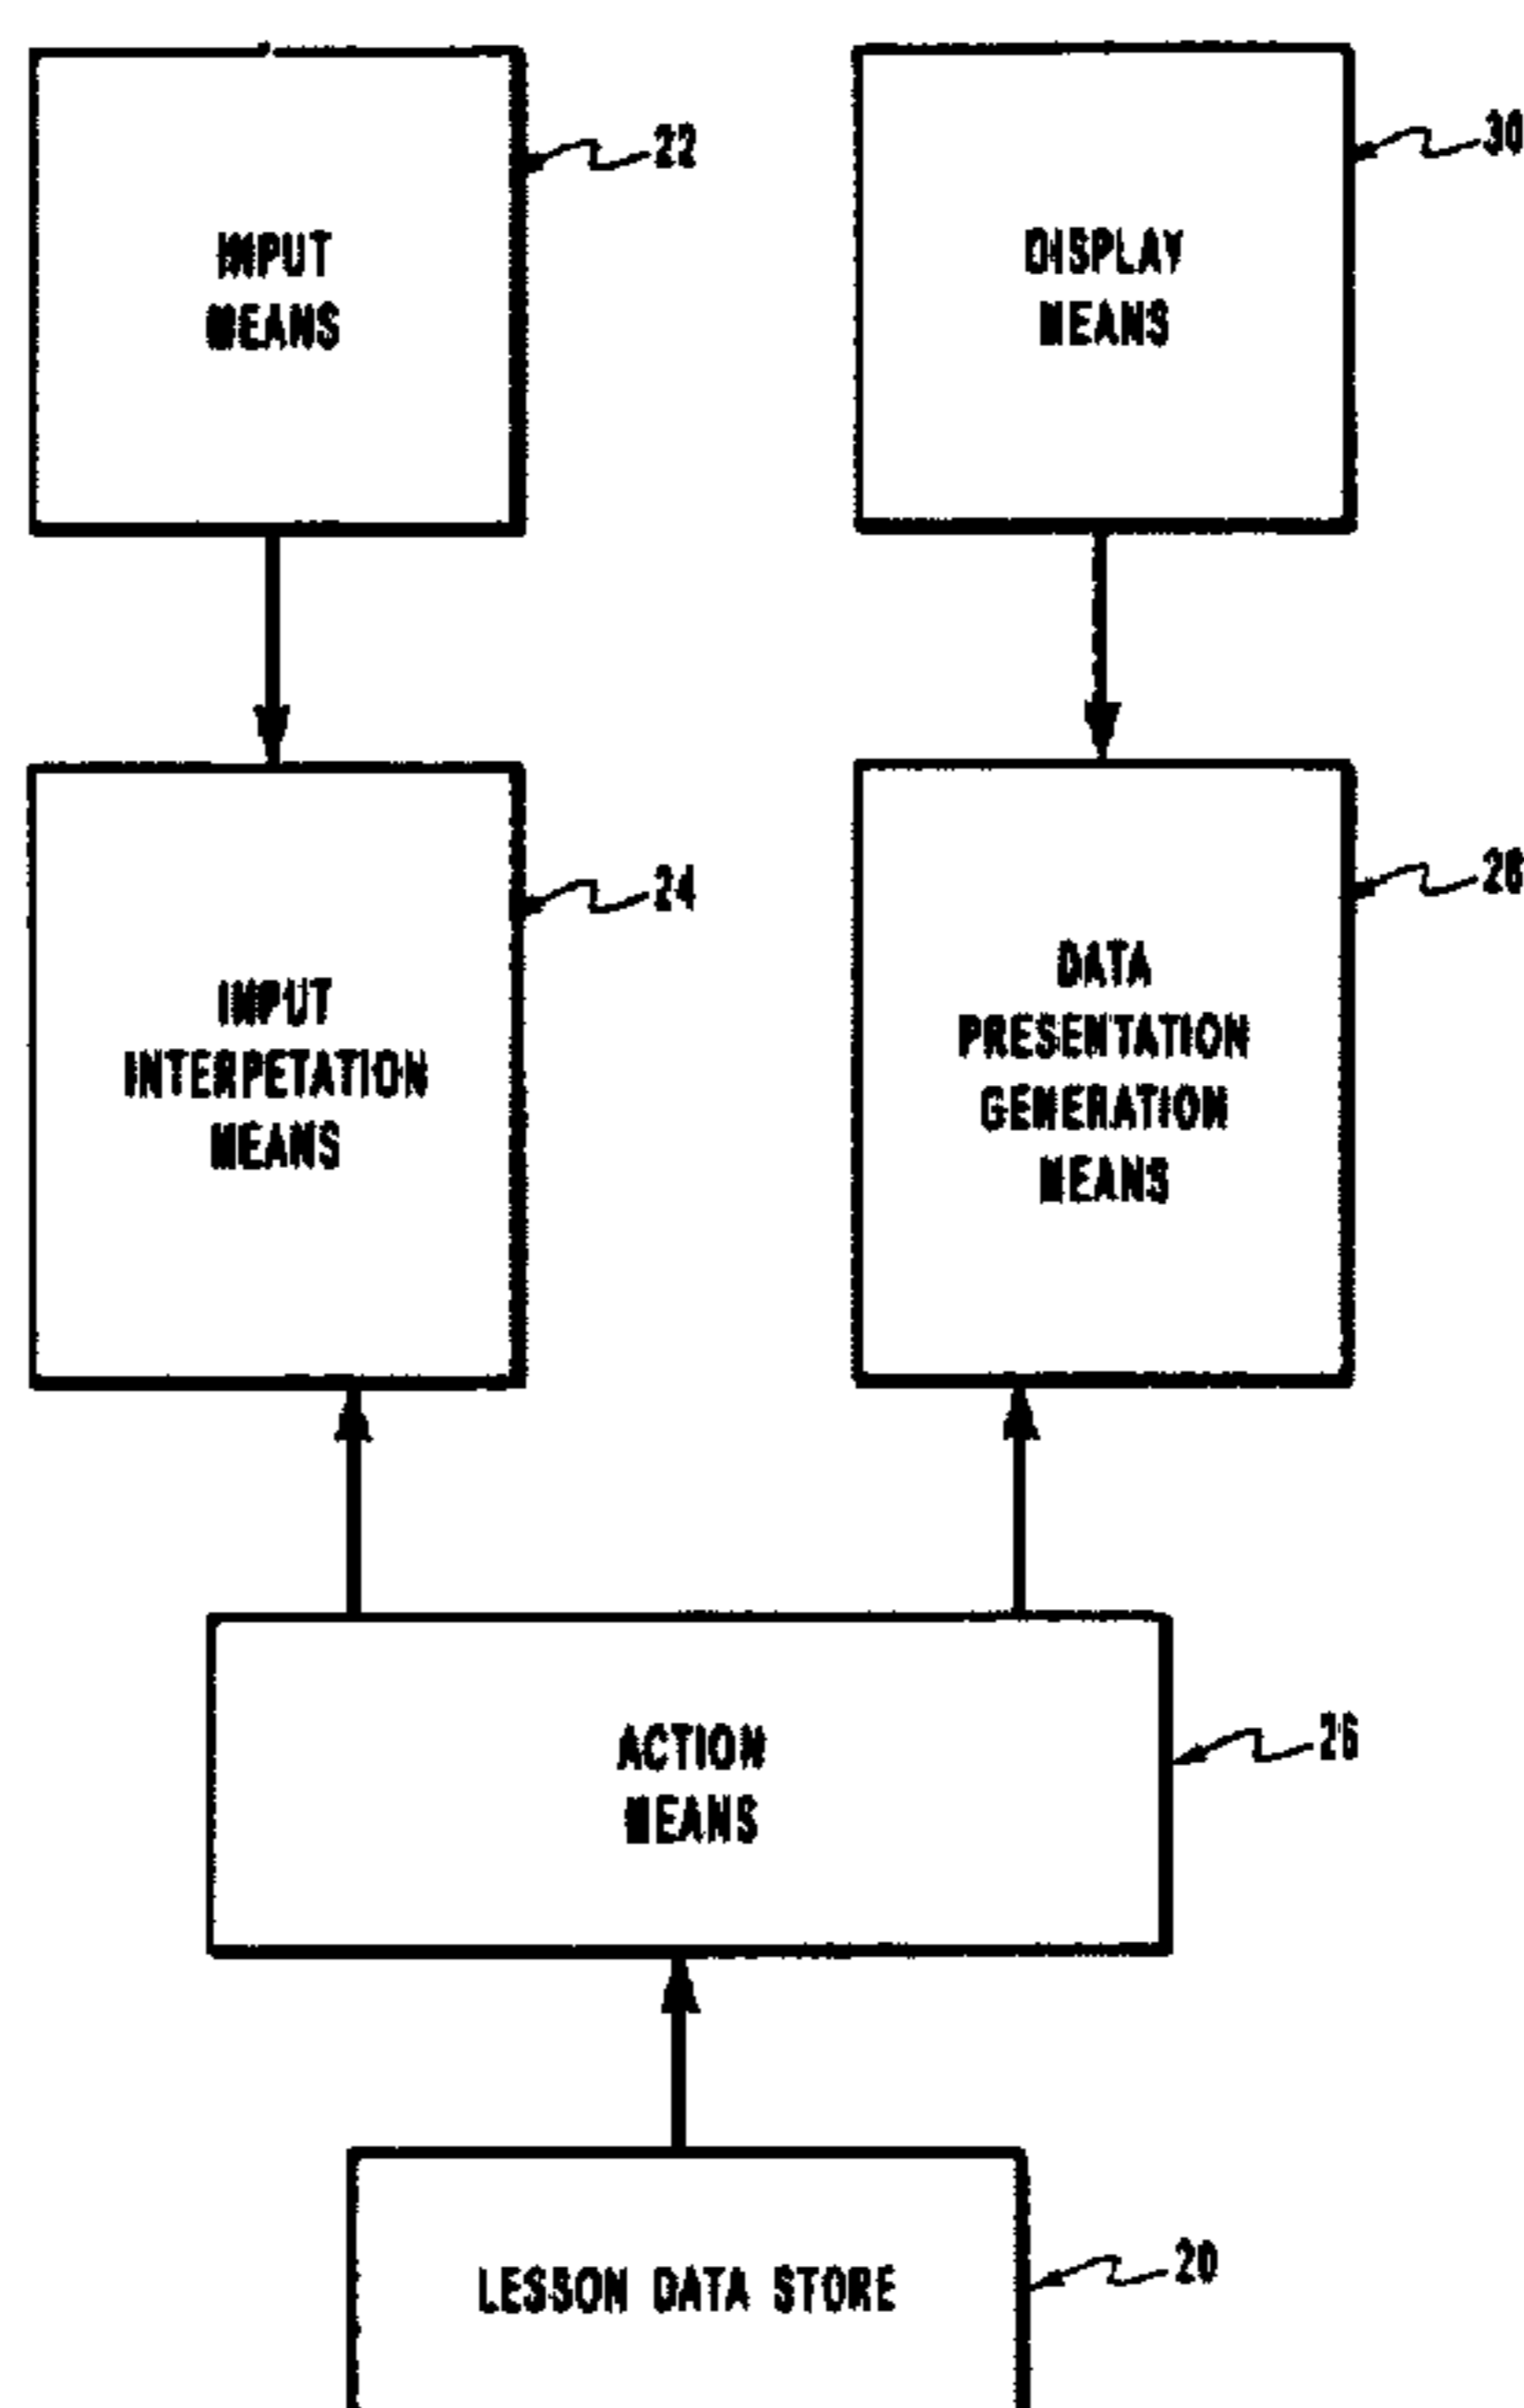 INPUT
MEANS
22
DISPLAY
MEANS
30
INPUT
INTERPETATION
MEANS
24
DATA
PRESENTATION
GENERATION
MEANS
28
ACTION
MEANS
26
LESSON DATA STORE
20